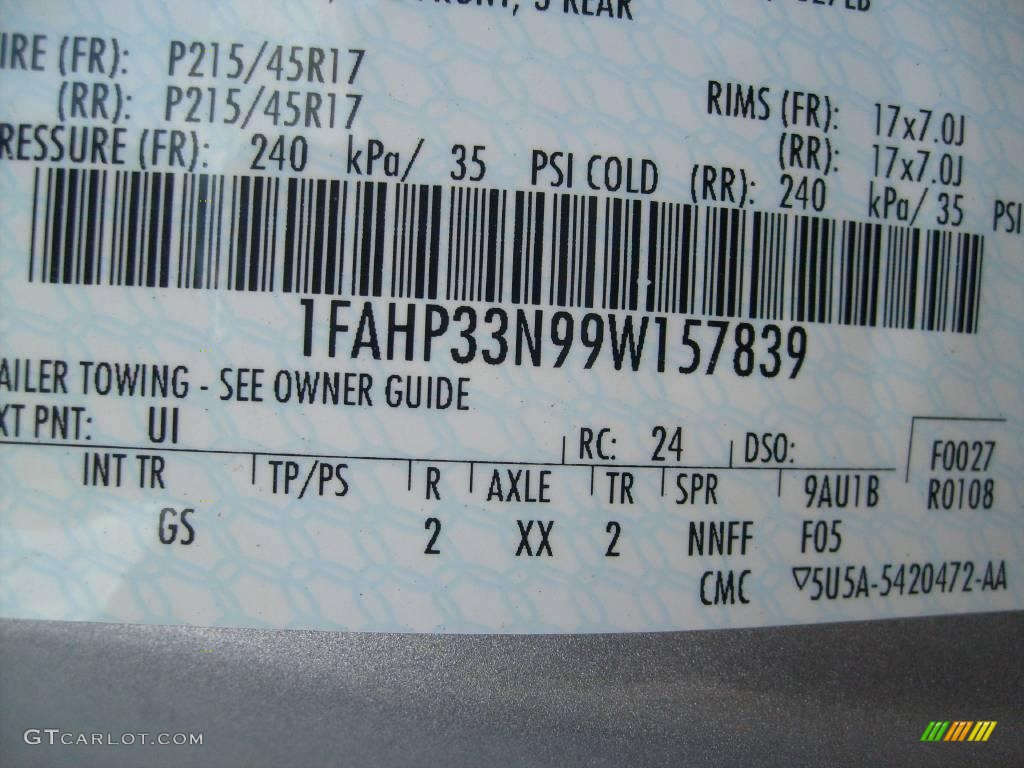 3 REAR
IRE (FR): P215/45R17
(RR): P215/45R17
RIMS (FR): 17x7.0J
(RR): 17x7.0J
RESSURE (FR): 240 kPa/ 35 PSI COLD (RR): 240 kPa/ 35 PSI
1FAHP33N99W157839
AILER TOWING - SEE OWNER GUIDE
XT PNT: UI RC: 24 DSO:
F0027
INT TR TP/PS R AXLE TR SPR 9AU1B R0108
GS 2 XX 2 NNFF F05
CMC ▽5U5A-5420472-AA
GTCARLOT.COM